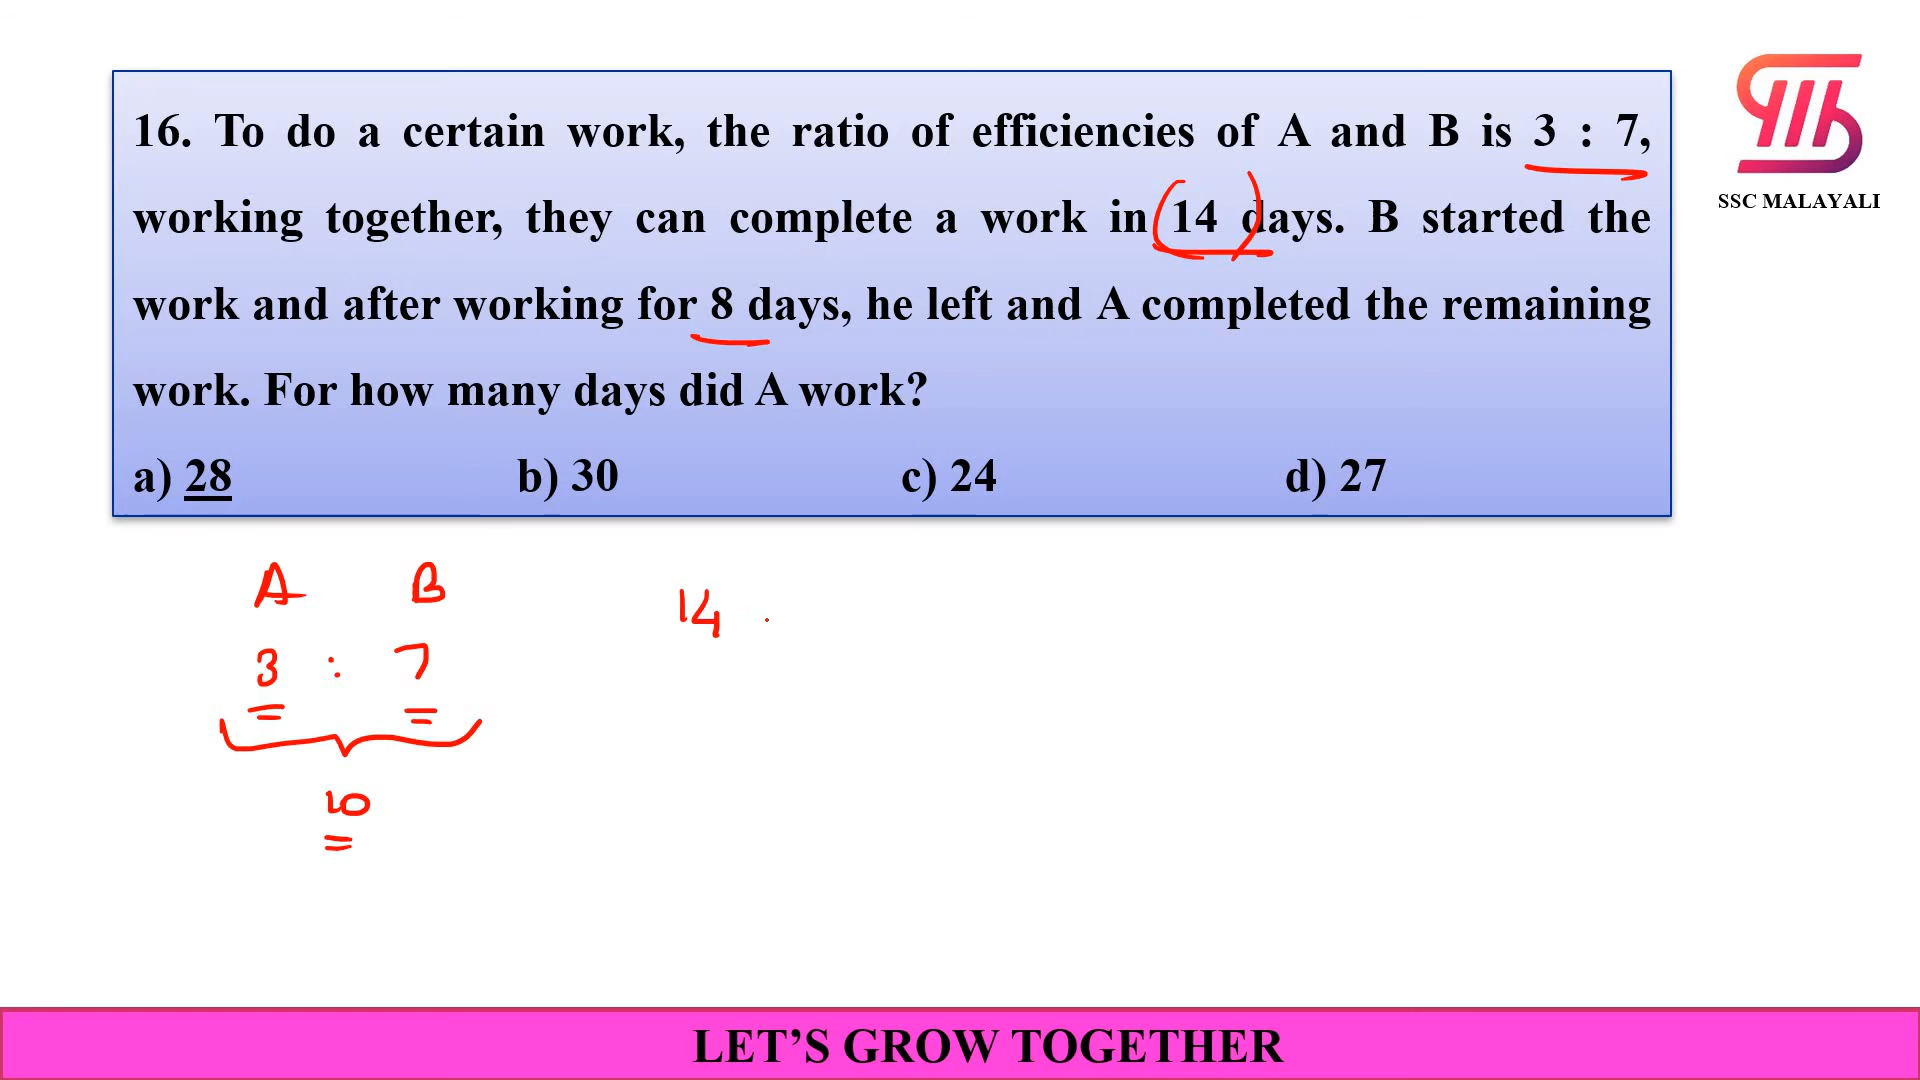 16. To do a certain work, the ratio of efficiencies of A and B is 3 : 7,
working together, they can complete a work in 14 days. B started the
work and after working for 8 days, he left and A completed the remaining
work. For how many days did A work?
a) 28 b) 30 c) 24 d) 27
SSC MALAYALI
A B
14
3 : 7
10
LET’S GROW TOGETHER